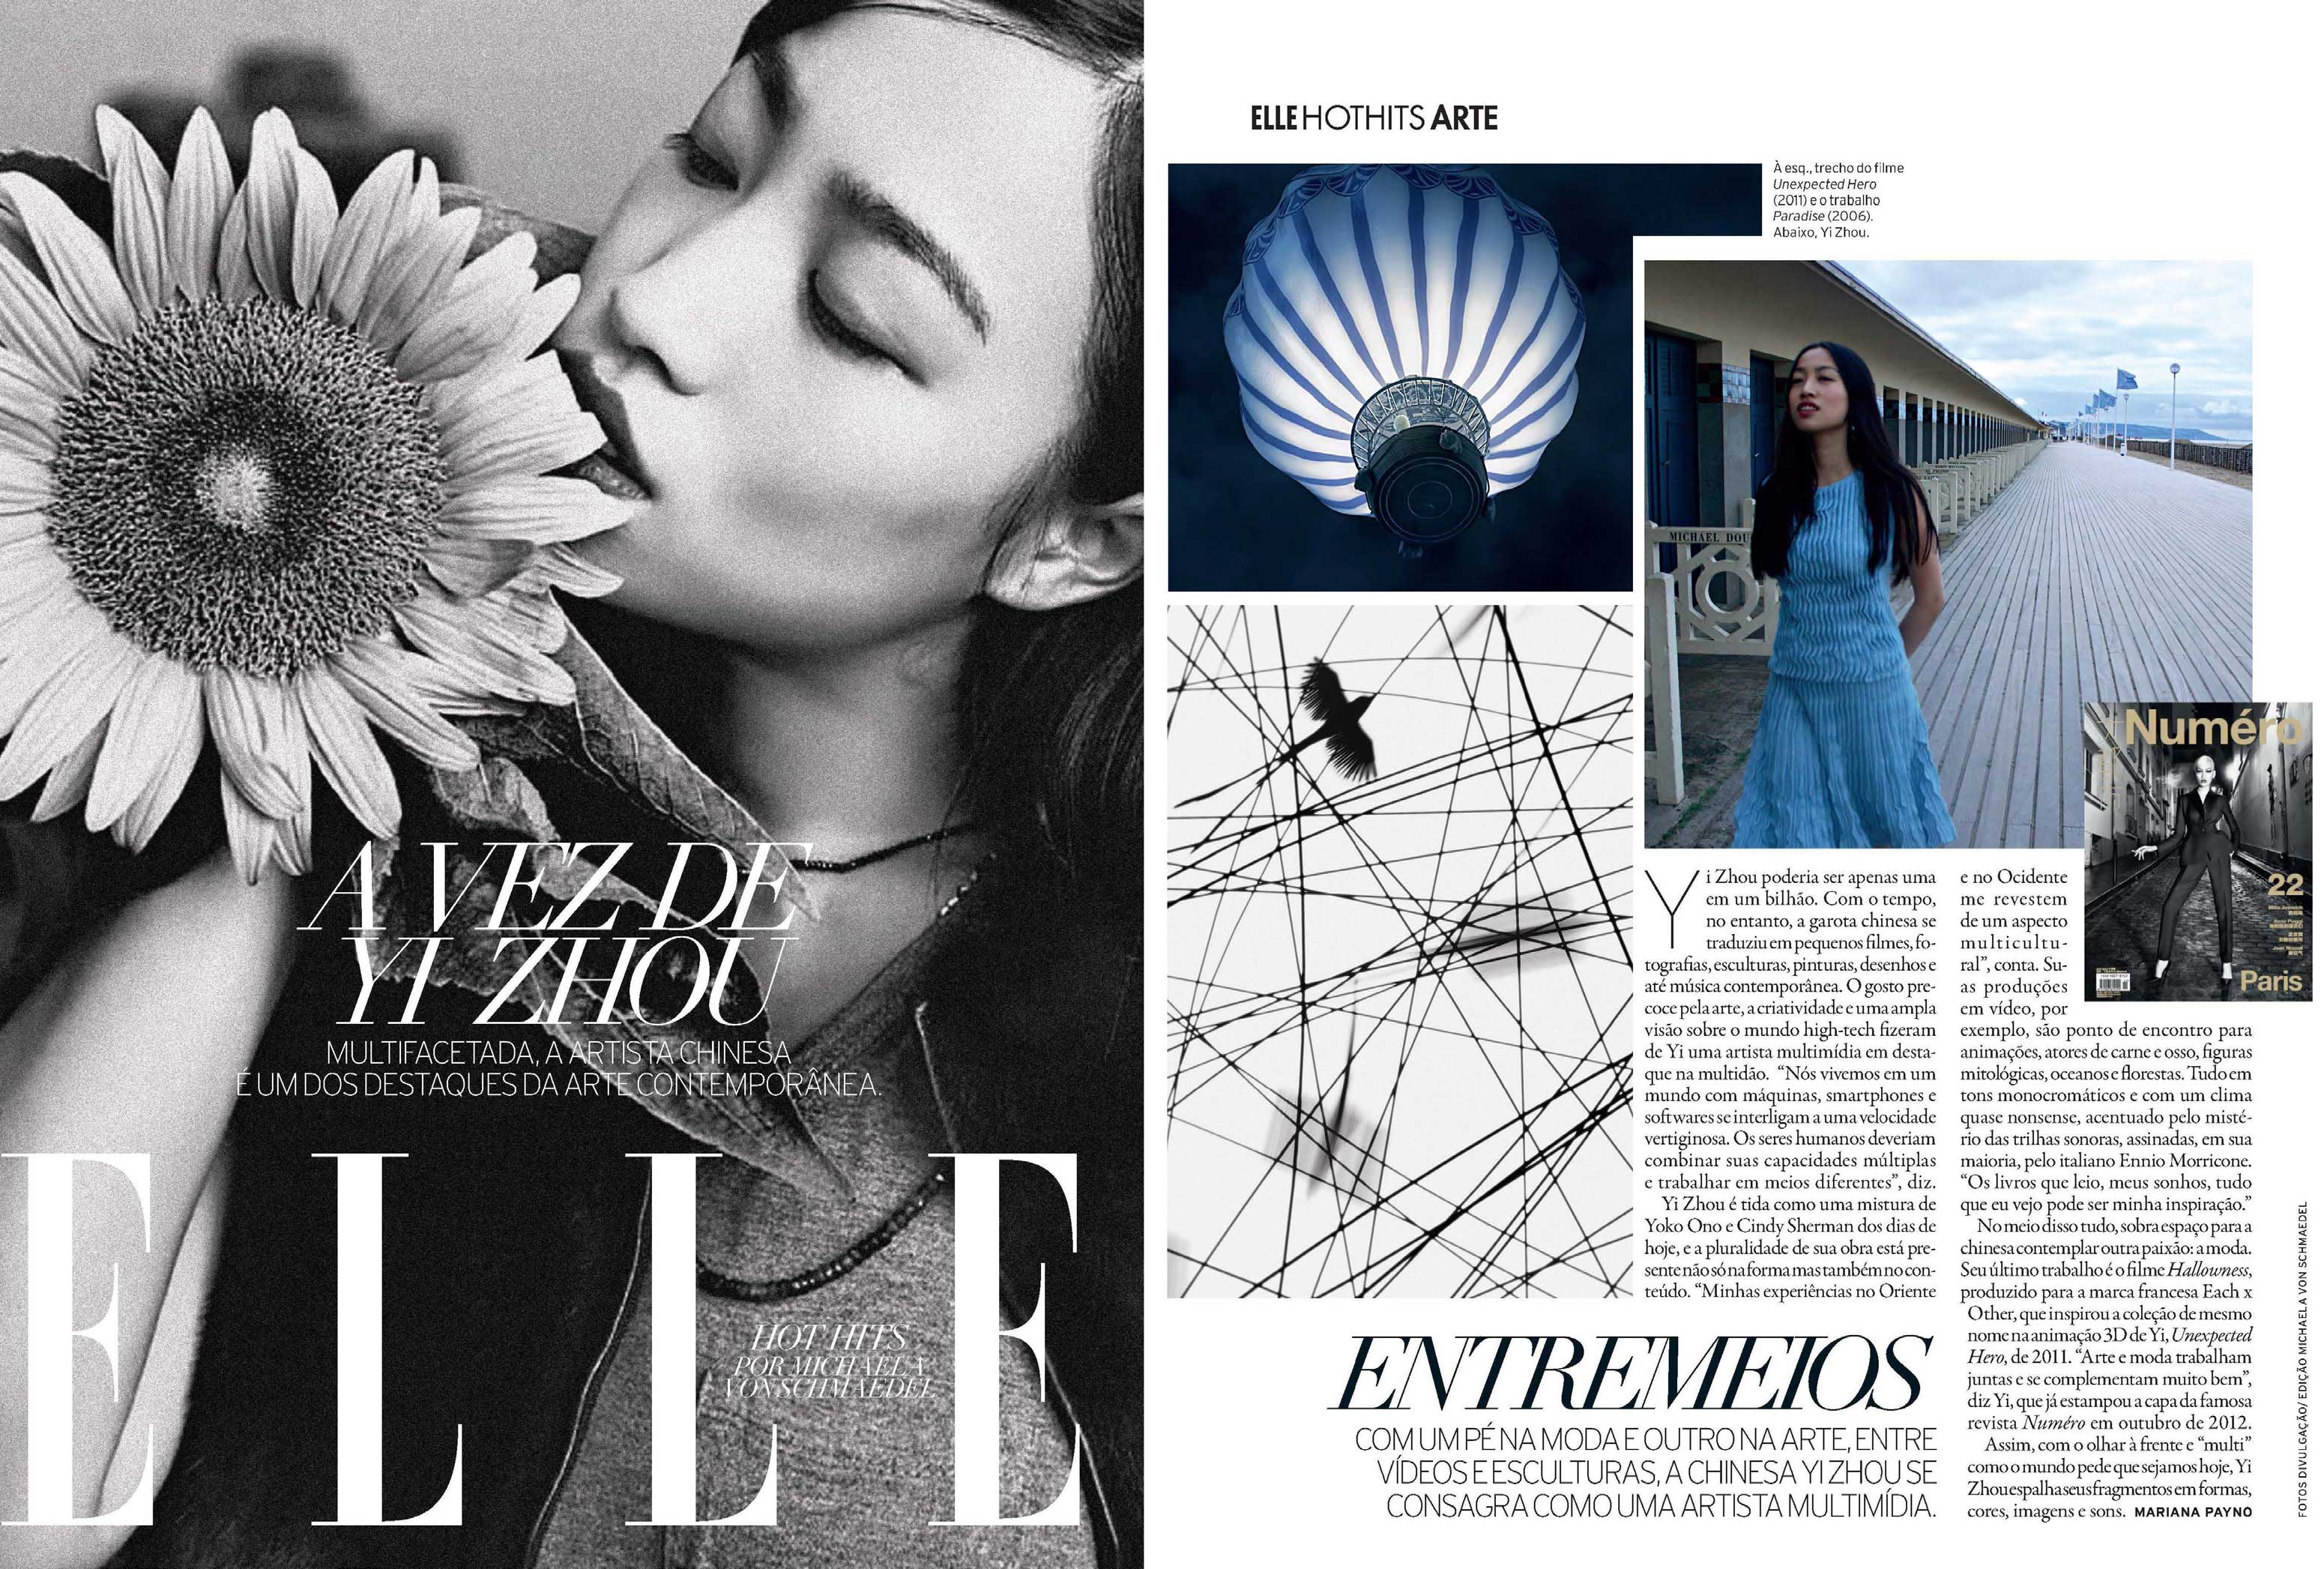 A VEZ DE
YI ZHOU
MULTIFACETADA, A ARTISTA CHINESA
É UM DOS DESTAQUES DA ARTE CONTEMPORÂNEA.
ELLE
HOT HITS
POR MICHAELA
VON SCHMAEDEL
ELLE HOTHITS ARTE
À esq., trecho do filme
Unexpected Hero
(2011) e o trabalho
Paradise (2006).
Abaixo, Yi Zhou.
MICHAEL DOU
Numéro
22
Paris
Yi Zhou poderia ser apenas uma
em um bilhão. Com o tempo,
no entanto, a garota chinesa se
traduziu em pequenos filmes, fo-
tografias, esculturas, pinturas, desenhos e
até música contemporânea. O gosto pre-
coce pela arte, a criatividade e uma ampla
visão sobre o mundo high-tech fizeram
de Yi uma artista multimídia em desta-
que na multidão. “Nós vivemos em um
mundo com máquinas, smartphones e
softwares se interligam a uma velocidade
vertiginosa. Os seres humanos deveriam
combinar suas capacidades múltiplas
e trabalhar em meios diferentes”, diz.
Yi Zhou é tida como uma mistura de
Yoko Ono e Cindy Sherman dos dias de
hoje, e a pluralidade de sua obra está pre-
sente não só na forma mas também no con-
teúdo. “Minhas experiências no Oriente
e no Ocidente
me revestem
de um aspecto
multicultu-
ral”, conta. Su-
as produções
em vídeo, por
exemplo, são ponto de encontro para
animações, atores de carne e osso, figuras
mitológicas, oceanos e florestas. Tudo em
tons monocromáticos e com um clima
quase nonsense, acentuado pelo misté-
rio das trilhas sonoras, assinadas, em sua
maioria, pelo italiano Ennio Morricone.
“Os livros que leio, meus sonhos, tudo
que eu vejo pode ser minha inspiração.”
No meio disso tudo, sobra espaço para a
chinesa contemplar outra paixão: a moda.
Seu último trabalho é o filme Hallowness,
produzido para a marca francesa Each x
Other, que inspirou a coleção de mesmo
nome na animação 3D de Yi, Unexpected
Hero, de 2011. “Arte e moda trabalham
juntas e se complementam muito bem”,
diz Yi, que já estampou a capa da famosa
revista Numéro em outubro de 2012.
Assim, com o olhar à frente e “multi”
como o mundo pede que sejamos hoje, Yi
Zhou espalha seus fragmentos em formas,
cores, imagens e sons. MARIANA PAYNO
ENTREMEIOS
COM UM PÉ NA MODA E OUTRO NA ARTE, ENTRE
VÍDEOS E ESCULTURAS, A CHINESA YI ZHOU SE
CONSAGRA COMO UMA ARTISTA MULTIMÍDIA.
FOTOS DIVULGAÇÃO/ EDIÇÃO MICHAELA VON SCHMAEDEL